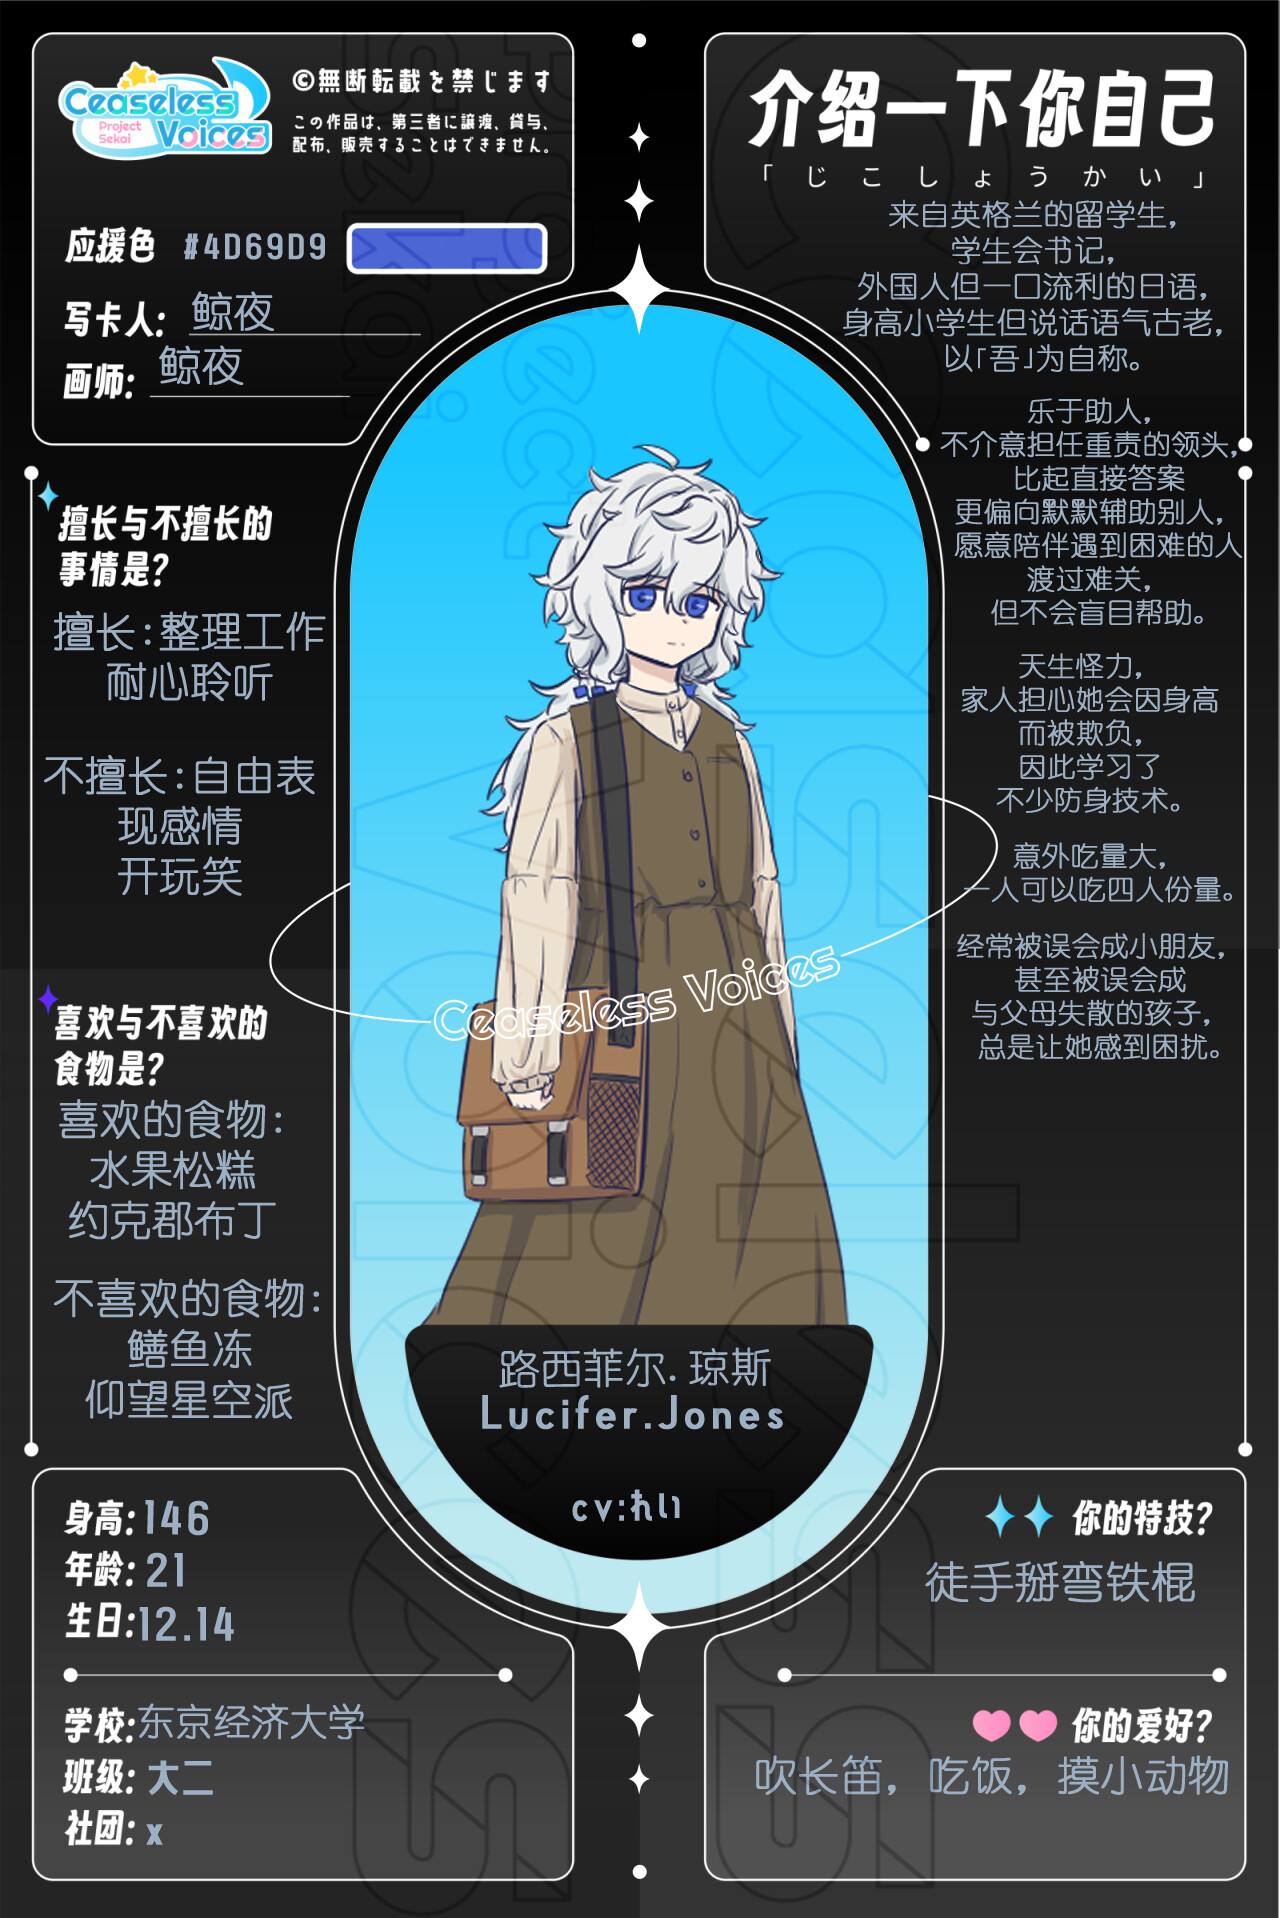 Ceaseless
Project
Sekai
Voices
©無断転載を禁じます
この作品は、第三者に譲渡、貸与、
配布、販売することはできません。
应援色 #4D69D9
写卡人: 鲸夜
画师: 鲸夜
介绍一下你自己
「じこしょうかい」
来自英格兰的留学生,
学生会书记,
外国人但一口流利的日语,
身高小学生但说话语气古老,
以「吾」为自称。
乐于助人,
不介意担任重责的领头,
比起直接答案
更偏向默默辅助别人,
愿意陪伴遇到困难的人
渡过难关,
但不会盲目帮助。
天生怪力,
家人担心她会因身高
而被欺负,
因此学习了
不少防身技术。
意外吃量大,
一人可以吃四人份量。
经常被误会成小朋友,
甚至被误会成
与父母失散的孩子,
总是让她感到困扰。
擅长与不擅长的
事情是?
擅长:整理工作
耐心聆听
不擅长:自由表
现感情
开玩笑
喜欢与不喜欢的
食物是?
喜欢的食物:
水果松糕
约克郡布丁
不喜欢的食物:
鳝鱼冻
仰望星空派
Ceaseless Voices
路西菲尔.琼斯
Lucifer.Jones
身高:146
年龄: 21
生日:12.14
学校:东京经济大学
班级: 大二
社团: x
你的特技?
徒手掰弯铁棍
你的爱好?
吹长笛, 吃饭, 摸小动物